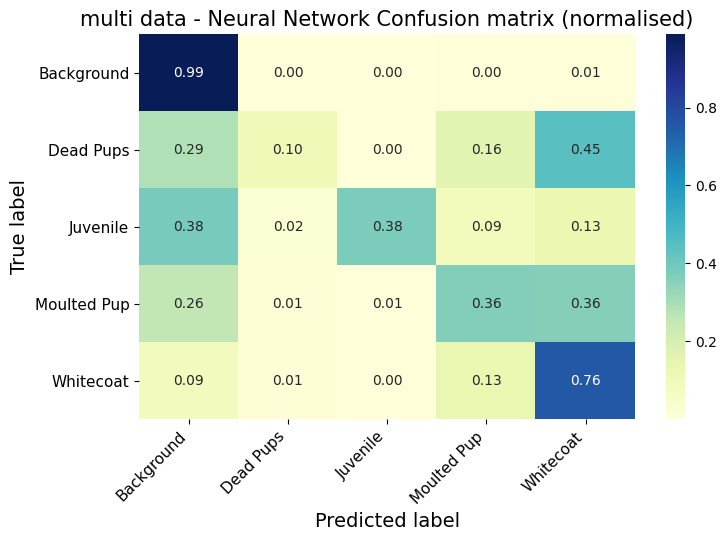 multi data - Neural Network Confusion matrix (normalised)
True label
Background 0.99 0.00 0.00 0.00 0.01
Dead Pups 0.29 0.10 0.00 0.16 0.45
Juvenile 0.38 0.02 0.38 0.09 0.13
Moulted Pup 0.26 0.01 0.01 0.36 0.36
Whitecoat 0.09 0.01 0.00 0.13 0.76
Background Dead Pups Juvenile Moulted Pup Whitecoat
Predicted label
0.8
0.6
0.4
0.2